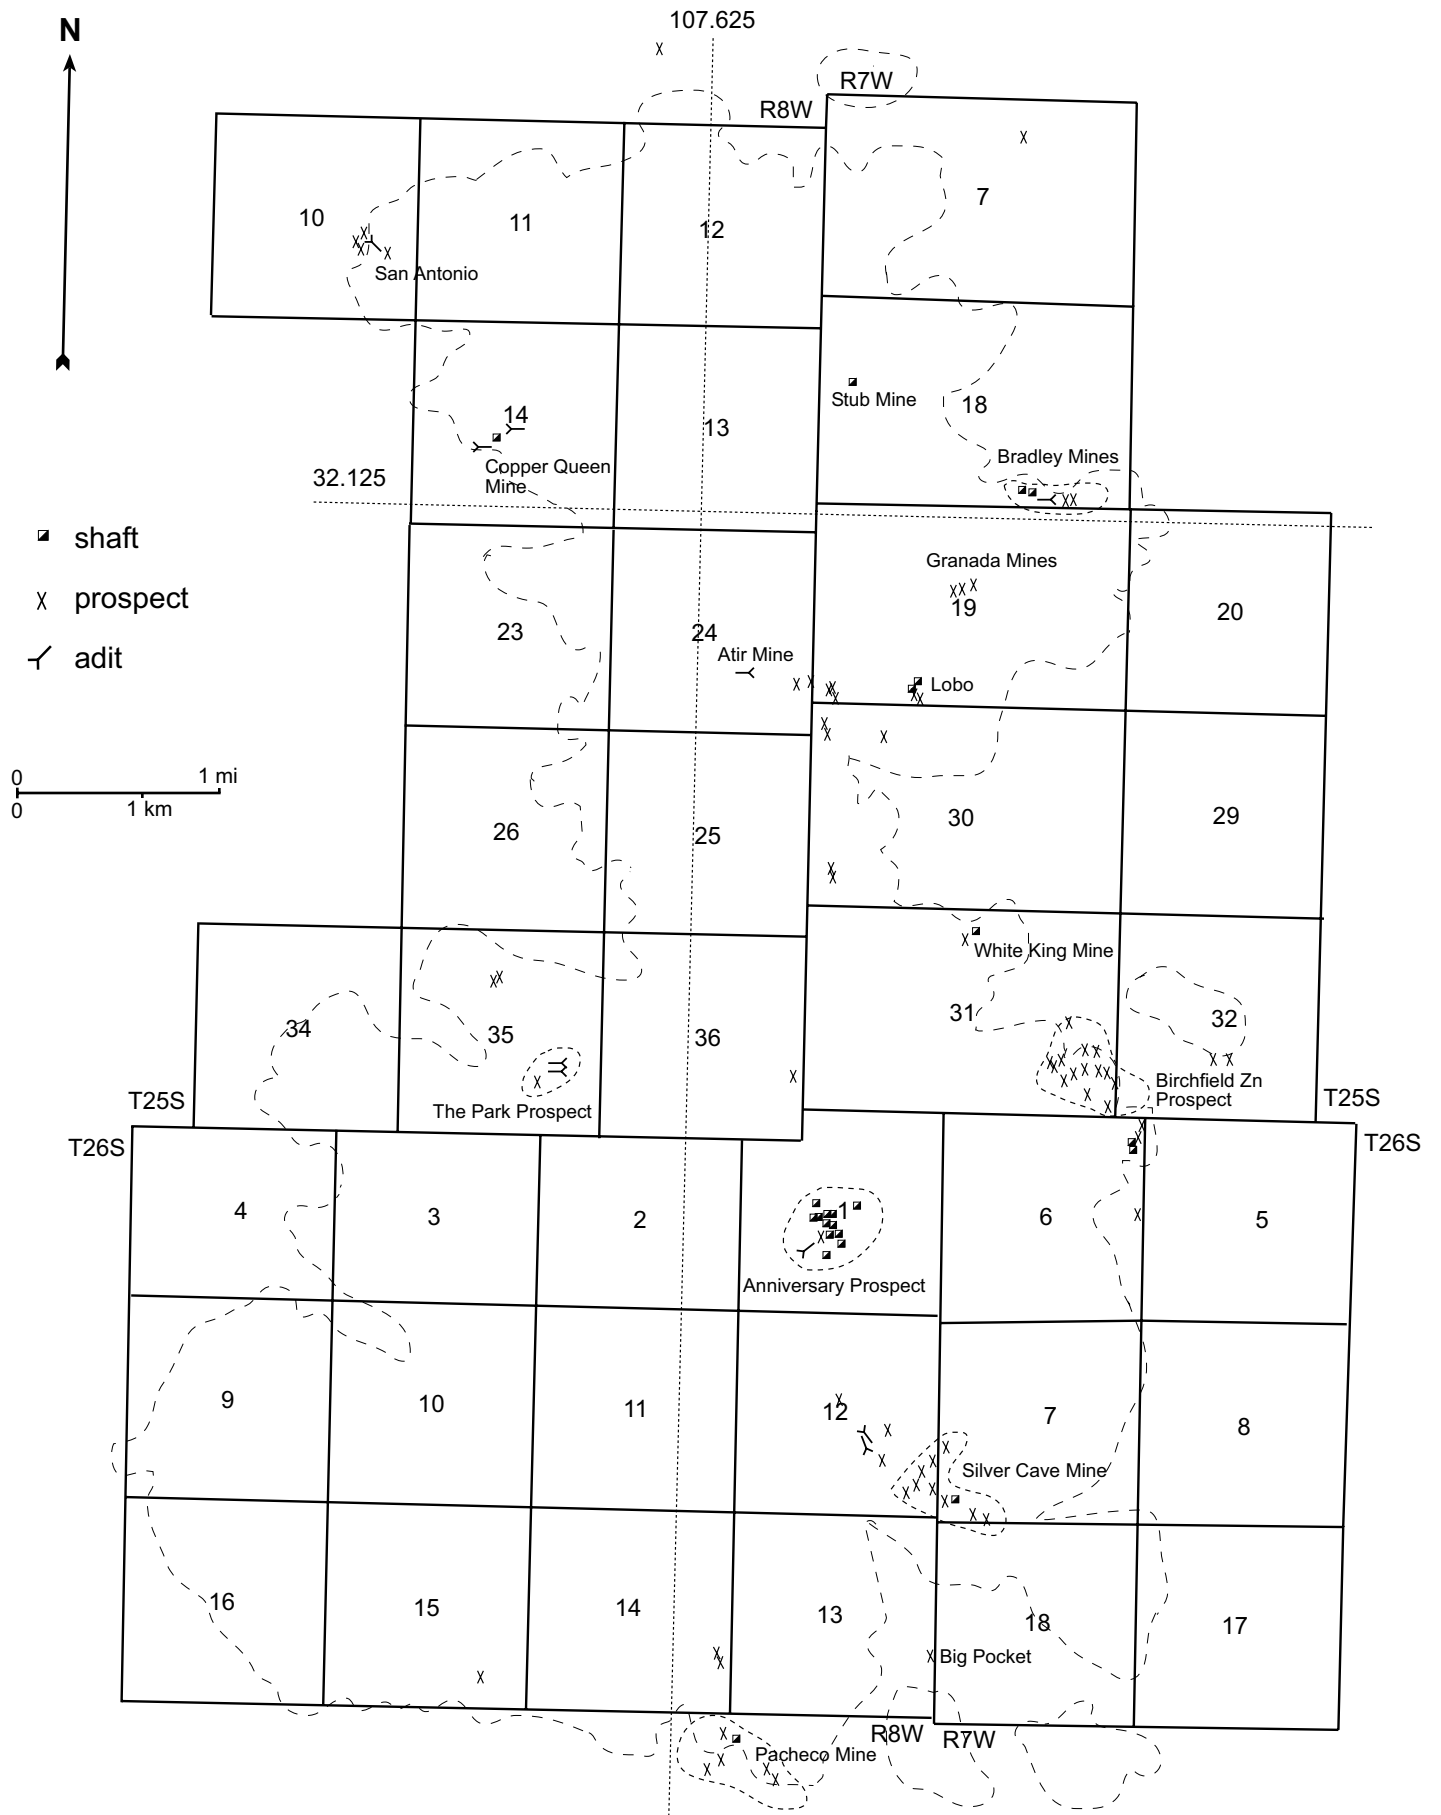 107.625
N
R7W
R8W
7
10
11
12
San Antonio
Stub Mine
18
14
13
Bradley Mines
Copper Queen
Mine
32.125
shaft
Granada Mines
prospect
19
20
23
24
adit
Atir Mine
Lobo
0
1 mi
0
1 km
30
29
26
25
White King Mine
31
32
34
35
36
Birchfield Zn
Prospect
T25S
The Park Prospect
T25S
T26S
T26S
4
3
2
1
6
5
Anniversary Prospect
9
10
11
12
7
8
Silver Cave Mine
16
15
14
13
18
17
Big Pocket
R8W
R7W
Pacheco Mine